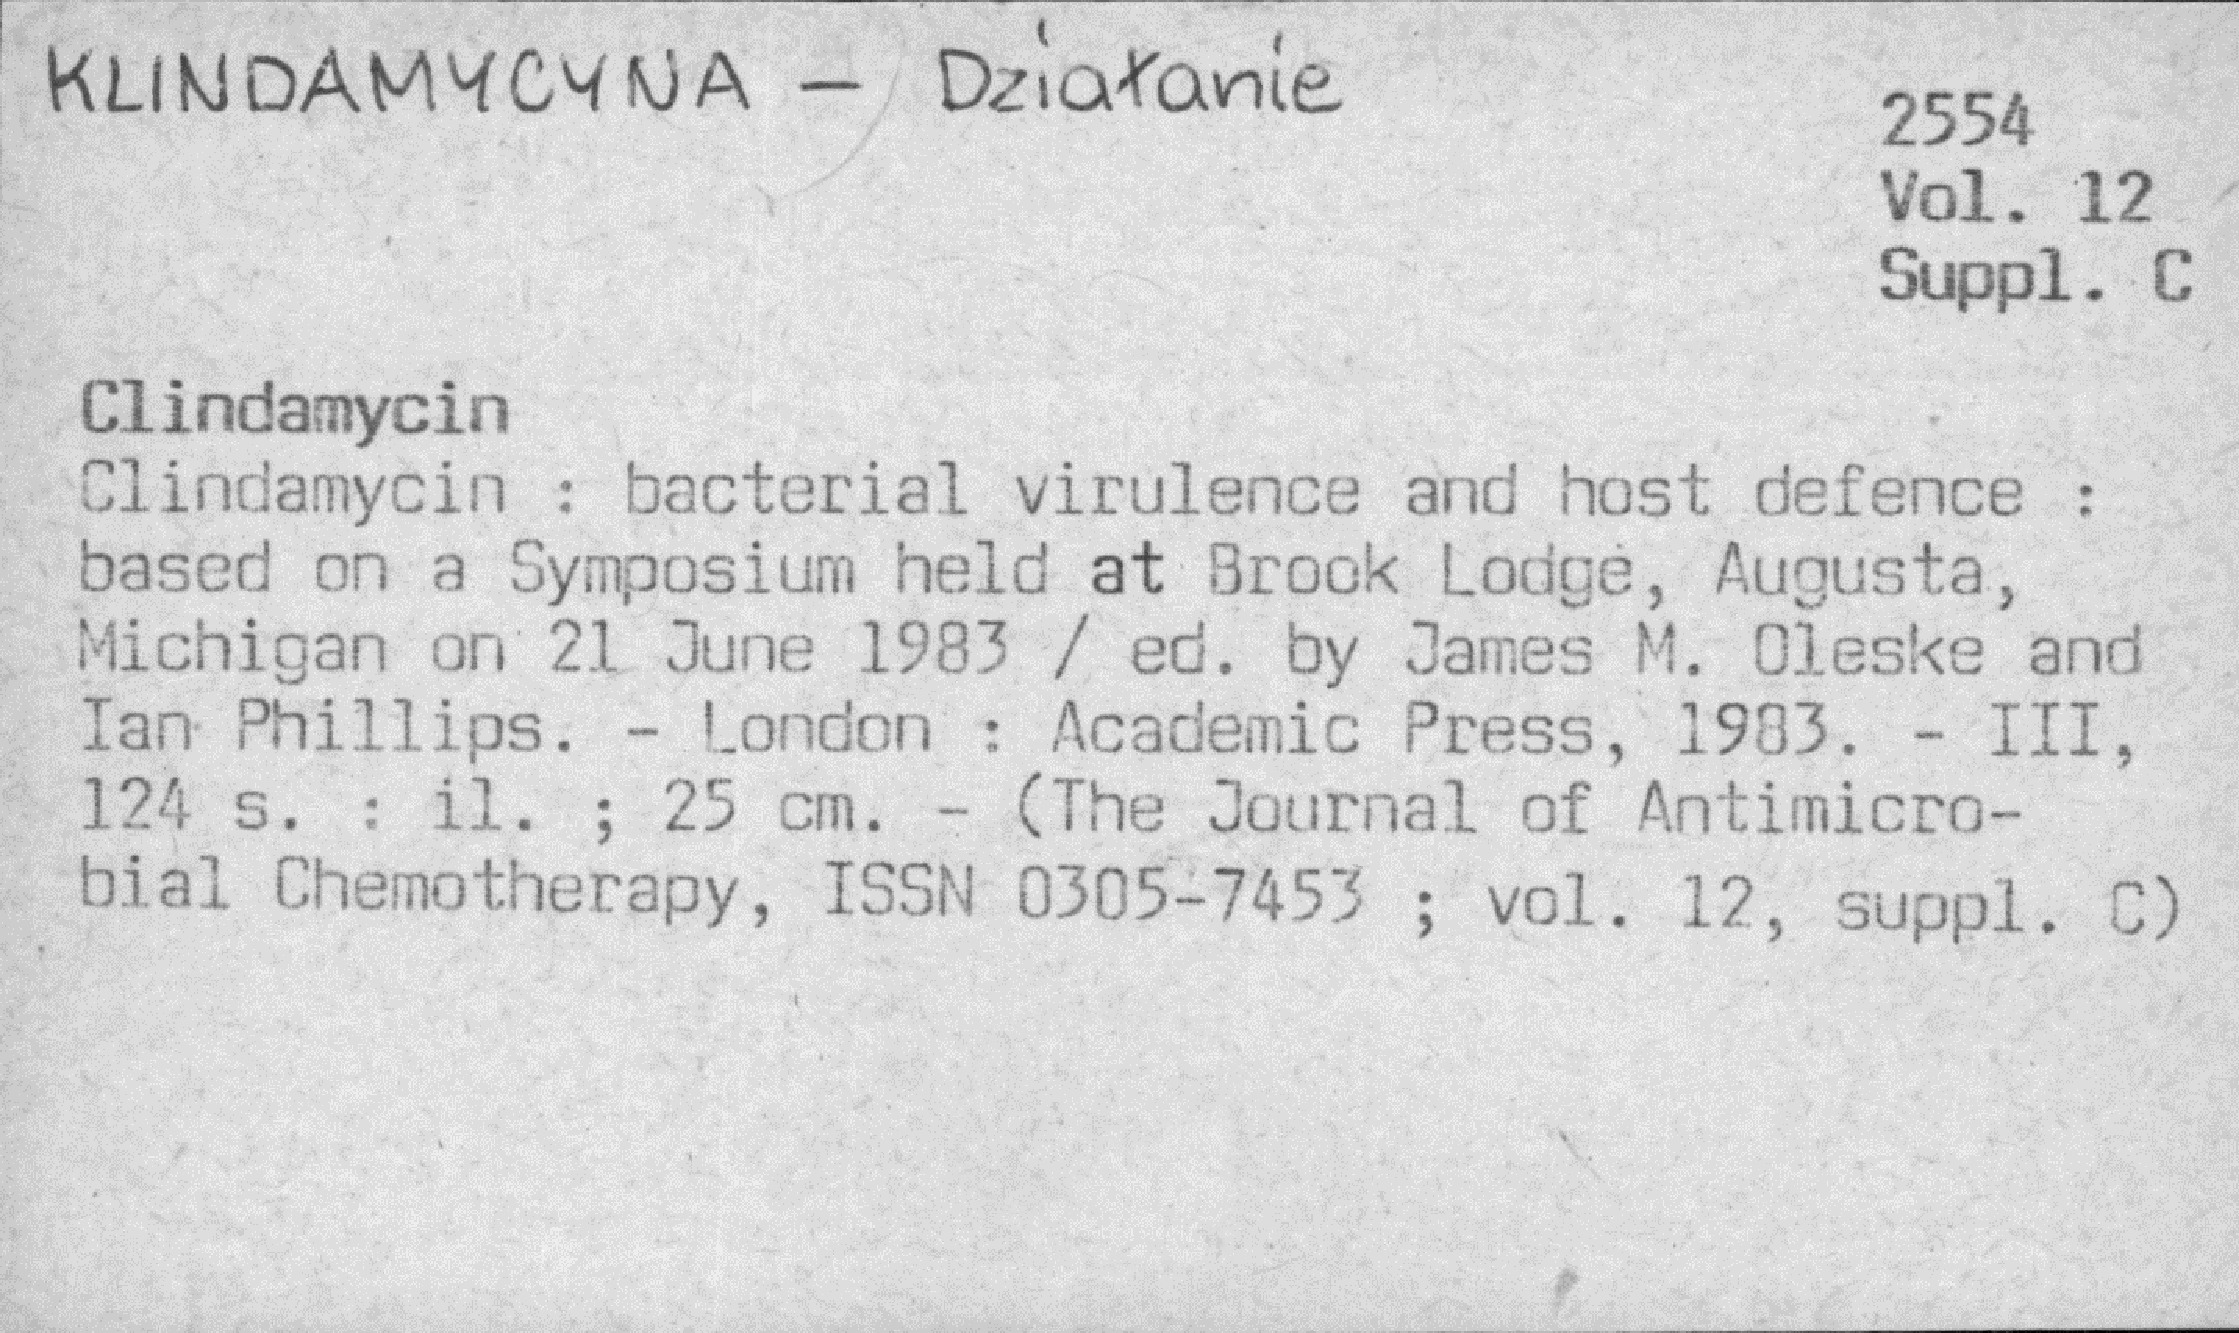 KLINDAMYCYNA — Działanie
2554
Vol. 12
Suppl. C
Clindamycin
Clindamycin : bacterial virulence and host defence :
based on a Symposium held at Brook Lodge, Augusta,
Michigan on 21 June 1983 / ed. by James M. Oleske and
Ian Phillips. - London : Academic Press, 1983. - III,
124 s. : il. ; 25 cm. - (The Journal of Antimicro-
bial Chemotherapy, ISSN 0305-7453 ; vol. 12, suppl. C)